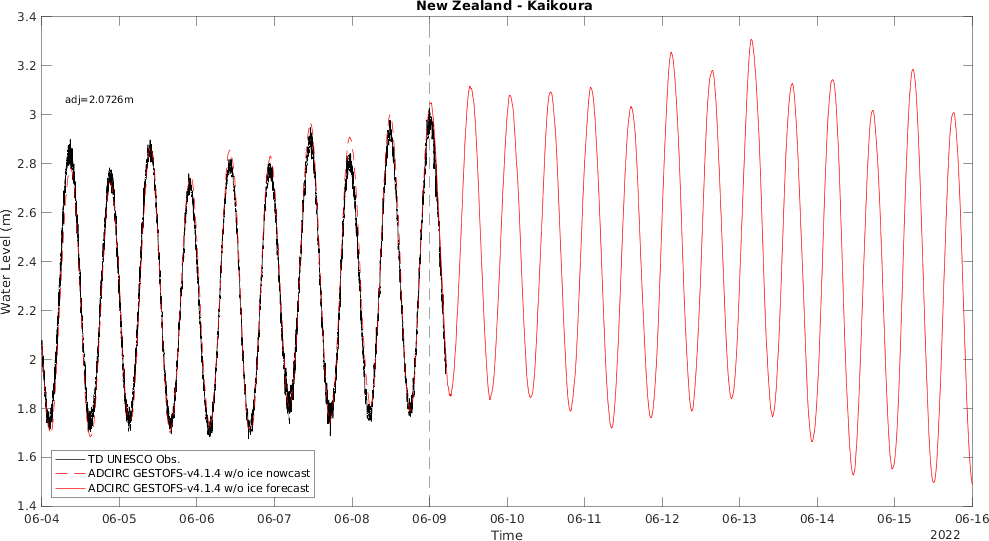 New Zealand - Kaikoura
3.4
3.2
3
2.8
2.6
2.4
2.2
2
1.8
1.6
1.4
Water Level (m)
adj=2.0726m
TD UNESCO Obs.
ADCIRC GESTOFS-v4.1.4 w/o ice nowcast
ADCIRC GESTOFS-v4.1.4 w/o ice forecast
06-04 06-05 06-06 06-07 06-08 06-09 06-10 06-11 06-12 06-13 06-14 06-15 06-16
Time
2022